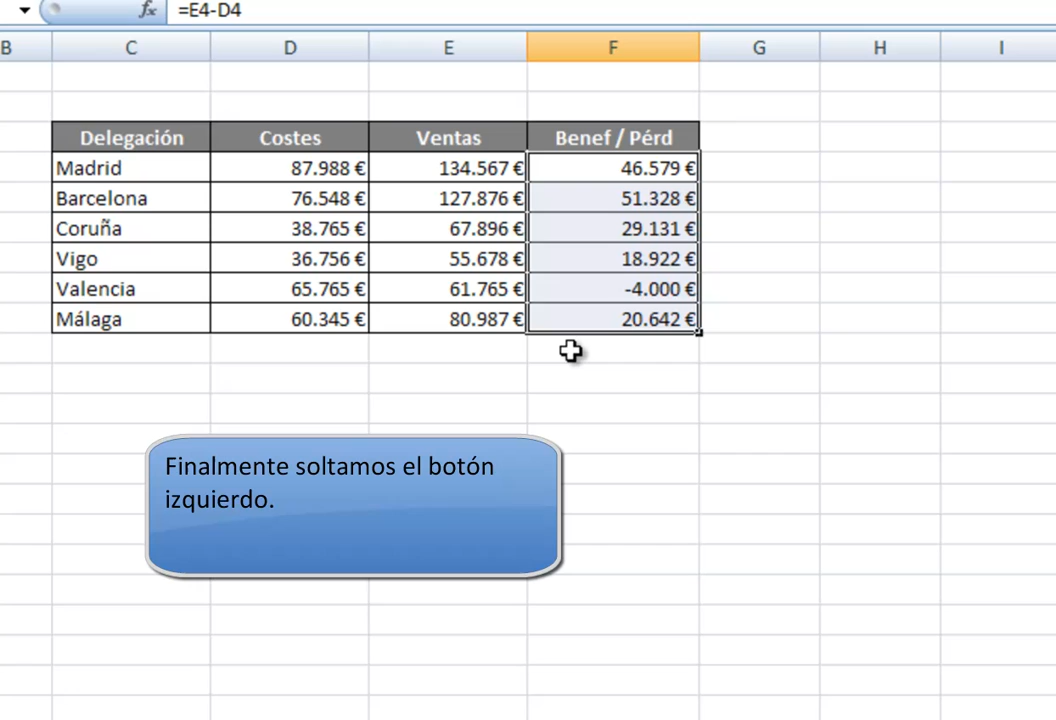 fx =E4-D4
B C D E F G H I
Delegación Costes Ventas Benef / Pérd
Madrid 87.988 € 134.567 € 46.579 €
Barcelona 76.548 € 127.876 € 51.328 €
Coruña 38.765 € 67.896 € 29.131 €
Vigo 36.756 € 55.678 € 18.922 €
Valencia 65.765 € 61.765 € -4.000 €
Málaga 60.345 € 80.987 € 20.642 €
Finalmente soltamos el botón
izquierdo.